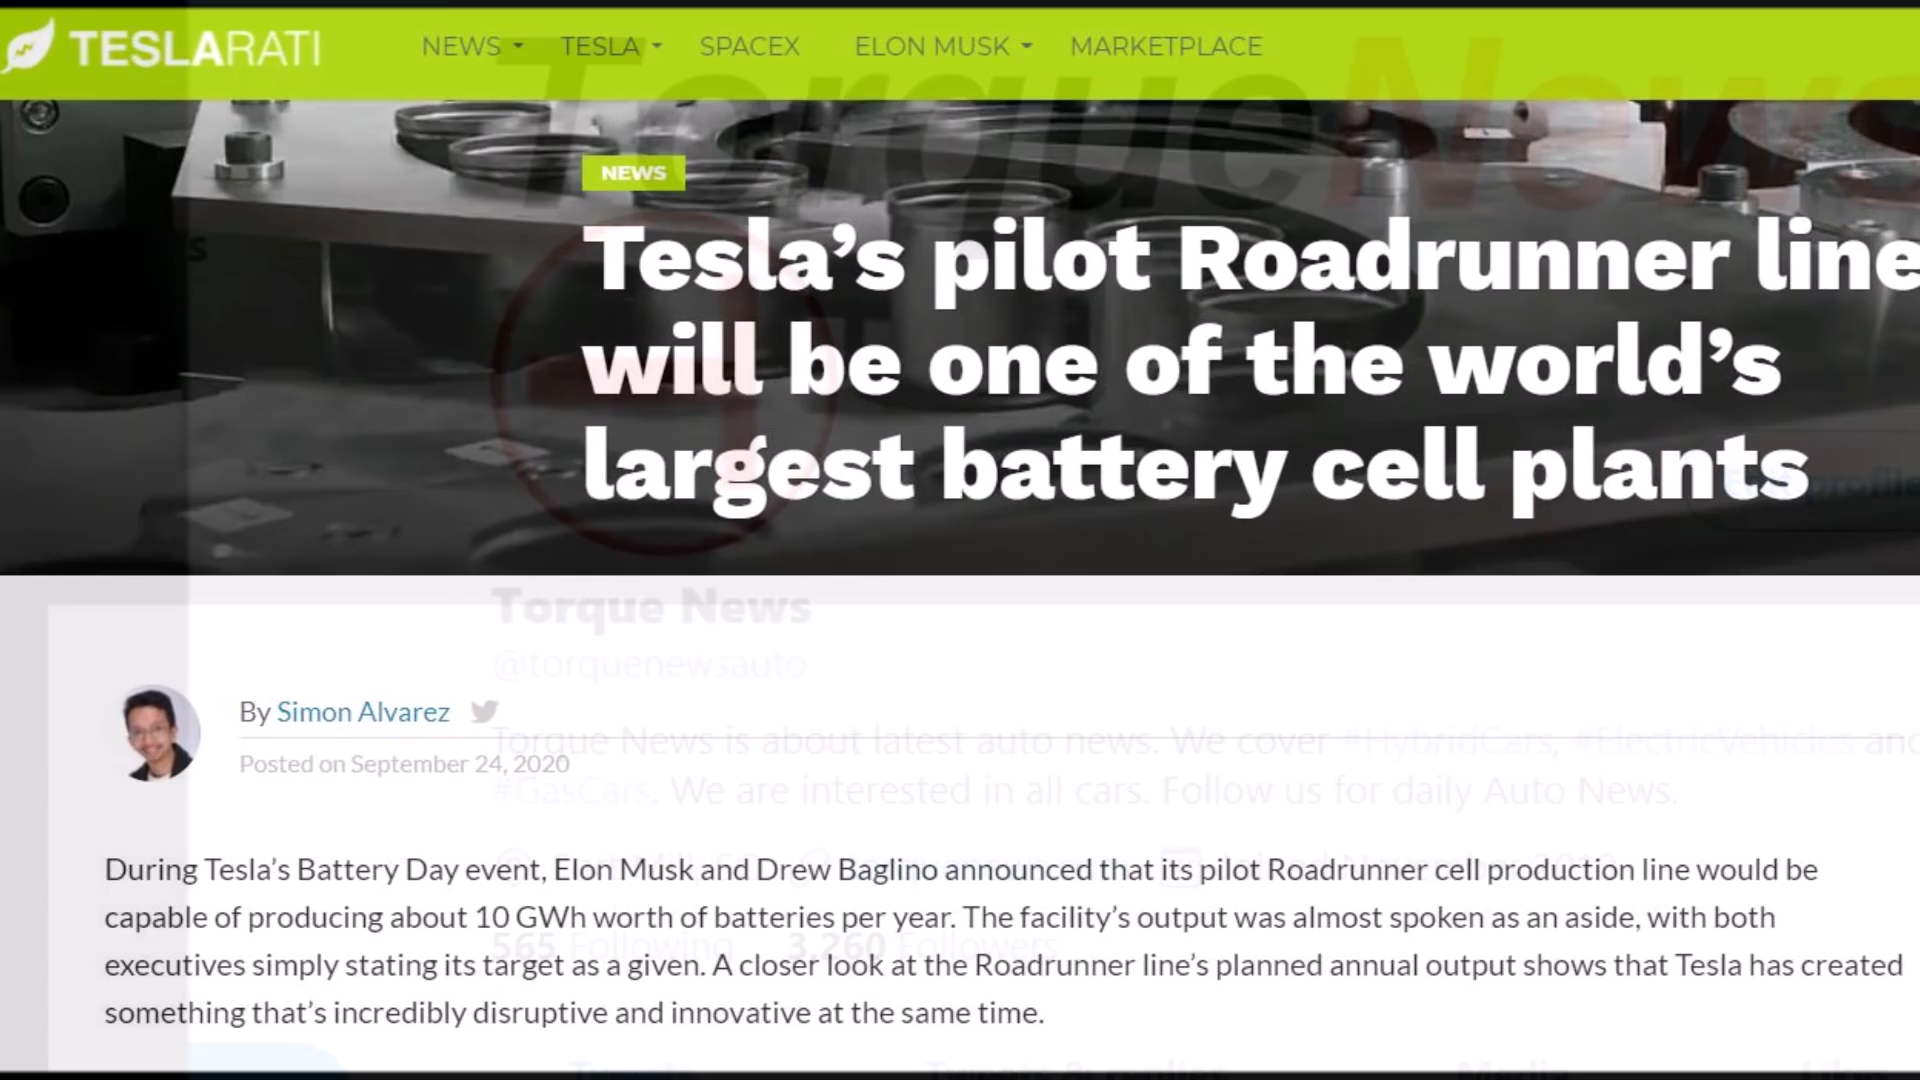 TESLARATI
NEWS TESLA SPACEX ELON MUSK MARKETPLACE
TorqueNews
NEWS
Tesla’s pilot Roadrunner line
will be one of the world’s
largest battery cell plants
Edit profile
Torque News
@torquenewsauto
By Simon Alvarez
Posted on September 24, 2020
Torque News is about latest auto news. We cover #HybridCars, #ElectricVehicles and
#GasCars. We are interested in all cars. Follow us for daily Auto News.
During Tesla’s Battery Day event, Elon Musk and Drew Baglino announced that its pilot Roadrunner cell production line would be
capable of producing about 10 GWh worth of batteries per year. The facility’s output was almost spoken as an aside, with both
565 Following 3,260 Followers
executives simply stating its target as a given. A closer look at the Roadrunner line’s planned annual output shows that Tesla has created
something that’s incredibly disruptive and innovative at the same time.